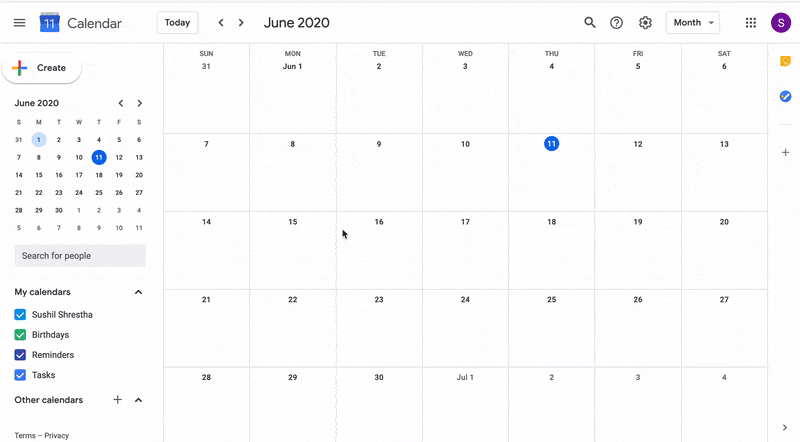 11 Calendar Today June 2020 Month S
Create
June 2020
S M T W T F S
31 1 2 3 4 5 6
7 8 9 10 11 12 13
14 15 16 17 18 19 20
21 22 23 24 25 26 27
28 29 30 1 2 3 4
5 6 7 8 9 10 11
Search for people
My calendars
Sushil Shrestha
Birthdays
Reminders
Tasks
Other calendars
Terms – Privacy
SUN MON TUE WED THU FRI SAT
31 Jun 1 2 3 4 5 6
7 8 9 10 11 12 13
14 15 16 17 18 19 20
21 22 23 24 25 26 27
28 29 30 Jul 1 2 3 4